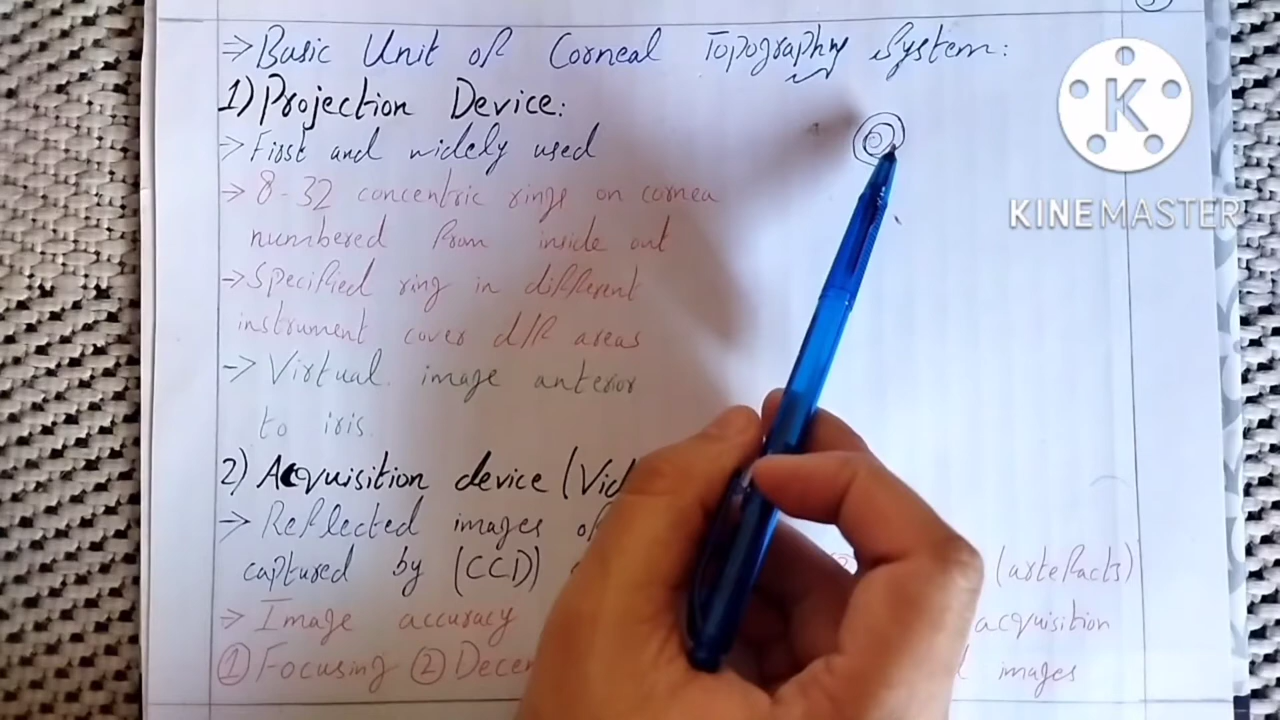 ⇒ Basic Unit of Corneal Topography System:
1) Projection Device:
→ First and widely used
→ 8-32 concentric rings on cornea
numbered from inside out
→ Specified ring in different
instrument cover d/f areas
→ Virtual image anterior
to iris.
2) Acquisition device (Vid
→ Reflected images of
captured by (CCD) (artefacts)
⇒ Image accuracy acquisition
① Focusing ② Decen images
K
KINEMASTER